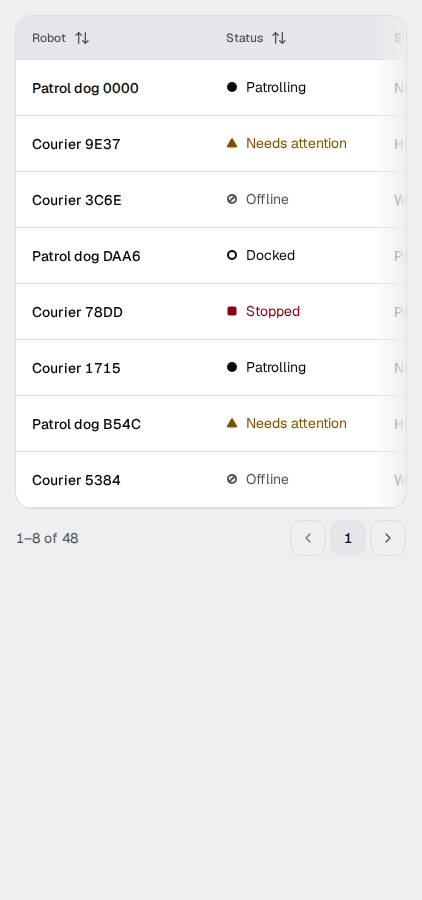 Robot Status
Patrol dog 0000 Patrolling
Courier 9E37 Needs attention
Courier 3C6E Offline
Patrol dog DAA6 Docked
Courier 78DD Stopped
Courier 1715 Patrolling
Patrol dog B54C Needs attention
Courier 5384 Offline
1–8 of 48 1